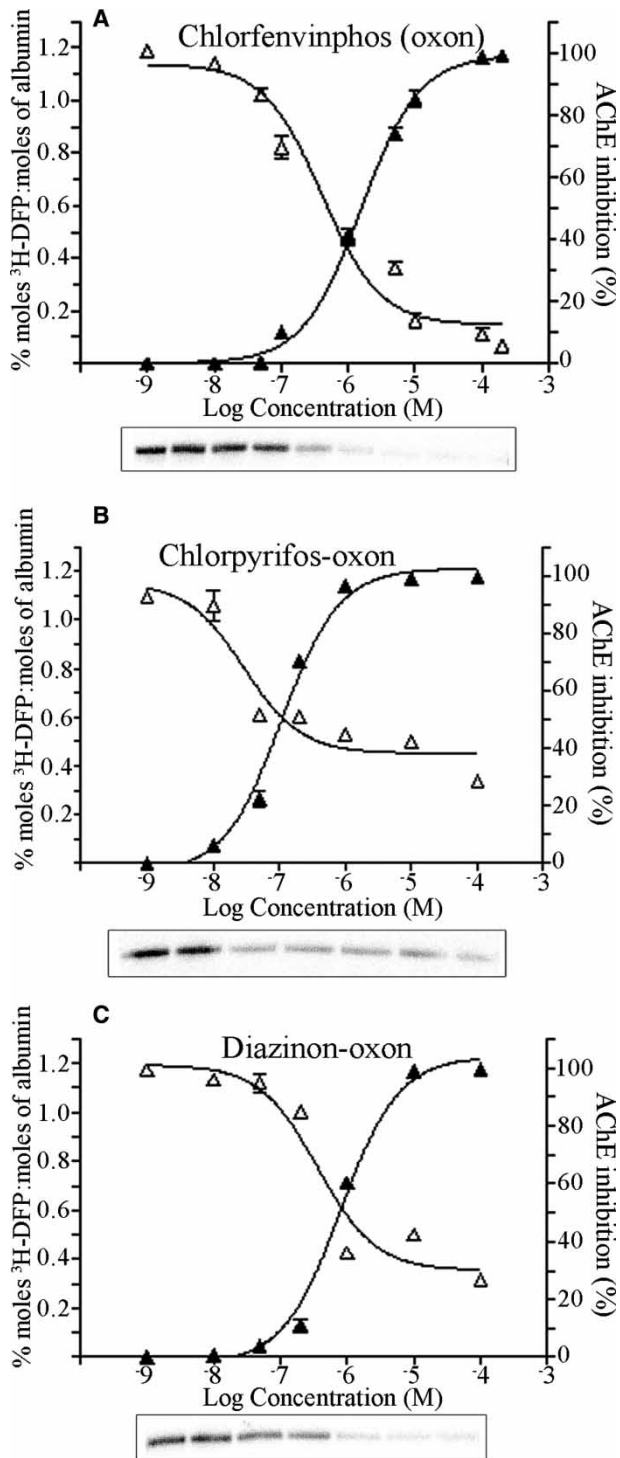 A
Chlorfenvinphos (oxon)
% moles ³H-DFP:moles of albumin
1.2
1.0
0.8
0.6
0.4
0.2
AChE inhibition (%)
100
80
60
40
20
0
-9 -8 -7 -6 -5 -4 -3
Log Concentration (M)
B
Chlorpyrifos-oxon
% moles ³H-DFP:moles of albumin
1.2
1.0
0.8
0.6
0.4
0.2
AChE inhibition (%)
100
80
60
40
20
0
-9 -8 -7 -6 -5 -4 -3
Log Concentration (M)
C
Diazinon-oxon
% moles ³H-DFP:moles of albumin
1.2
1.0
0.8
0.6
0.4
0.2
AChE inhibition (%)
100
80
60
40
20
0
-9 -8 -7 -6 -5 -4 -3
Log Concentration (M)